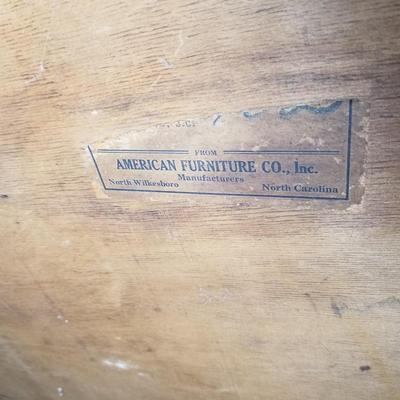 FROM
AMERICAN FURNITURE CO., Inc.
Manufacturers
North Wilkesboro North Carolina